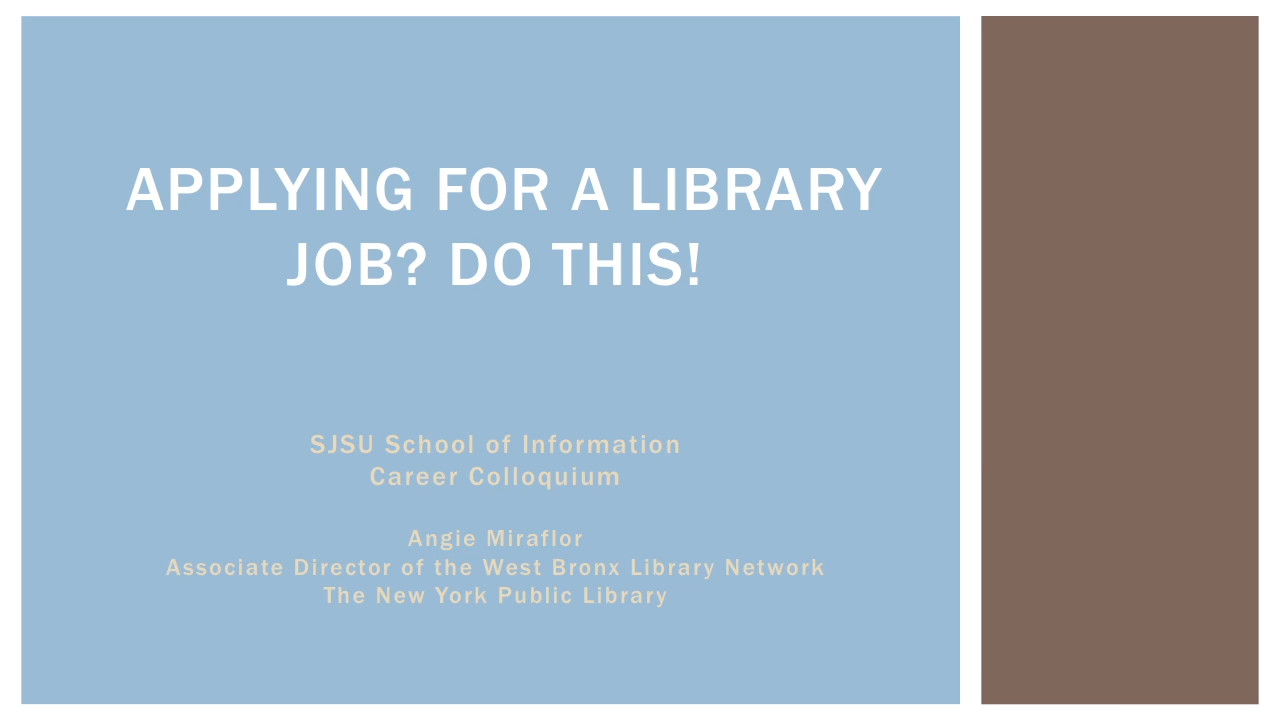 APPLYING FOR A LIBRARY
JOB? DO THIS!
SJSU School of Information
Career Colloquium
Angie Miraflor
Associate Director of the West Bronx Library Network
The New York Public Library